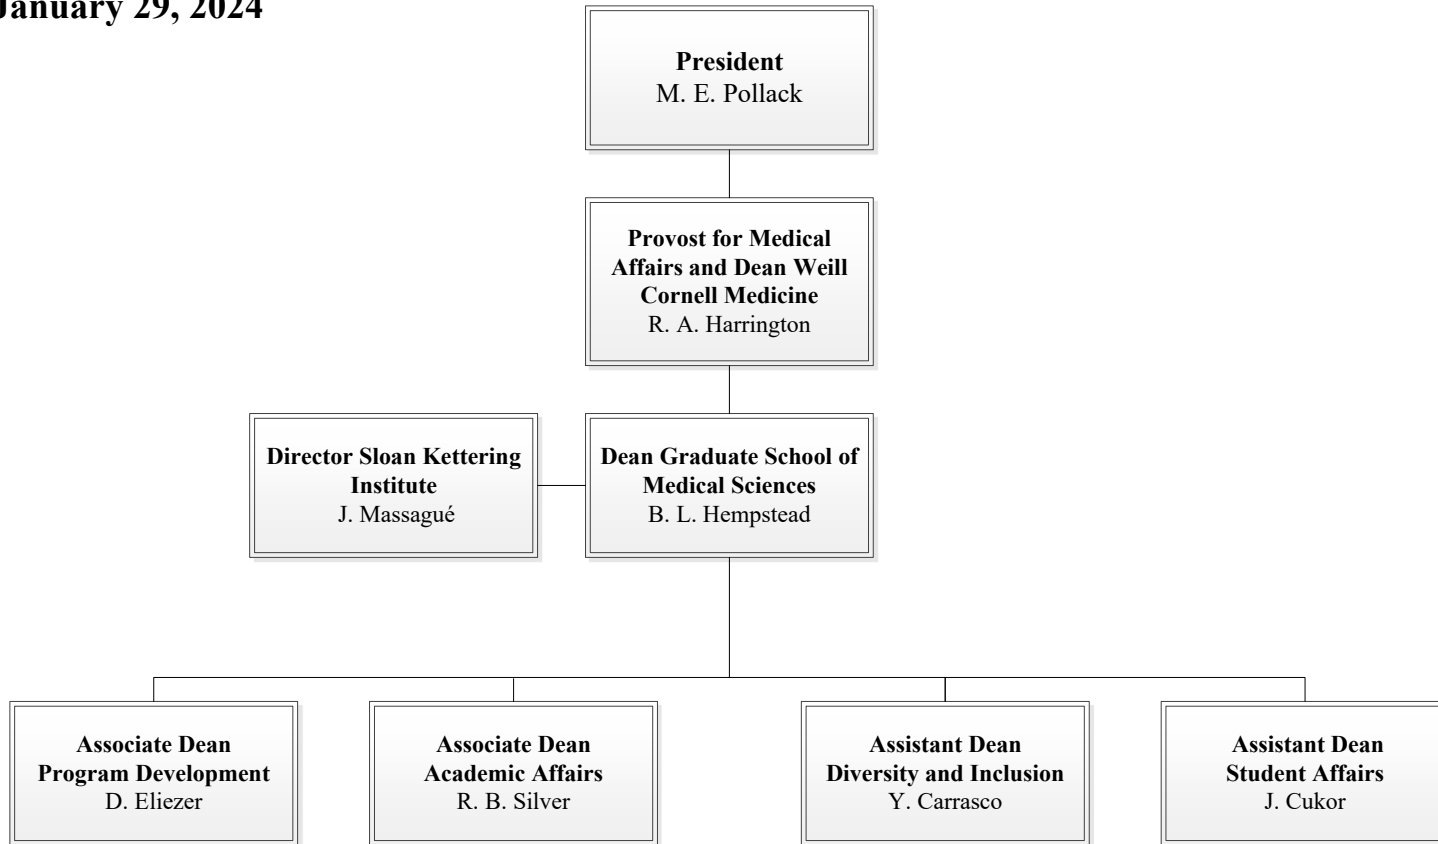 January 29, 2024
President
M. E. Pollack
Provost for Medical
Affairs and Dean Weill
Cornell Medicine
R. A. Harrington
Director Sloan Kettering
Institute
J. Massagué
Dean Graduate School of
Medical Sciences
B. L. Hempstead
Associate Dean
Program Development
D. Eliezer
Associate Dean
Academic Affairs
R. B. Silver
Assistant Dean
Diversity and Inclusion
Y. Carrasco
Assistant Dean
Student Affairs
J. Cukor